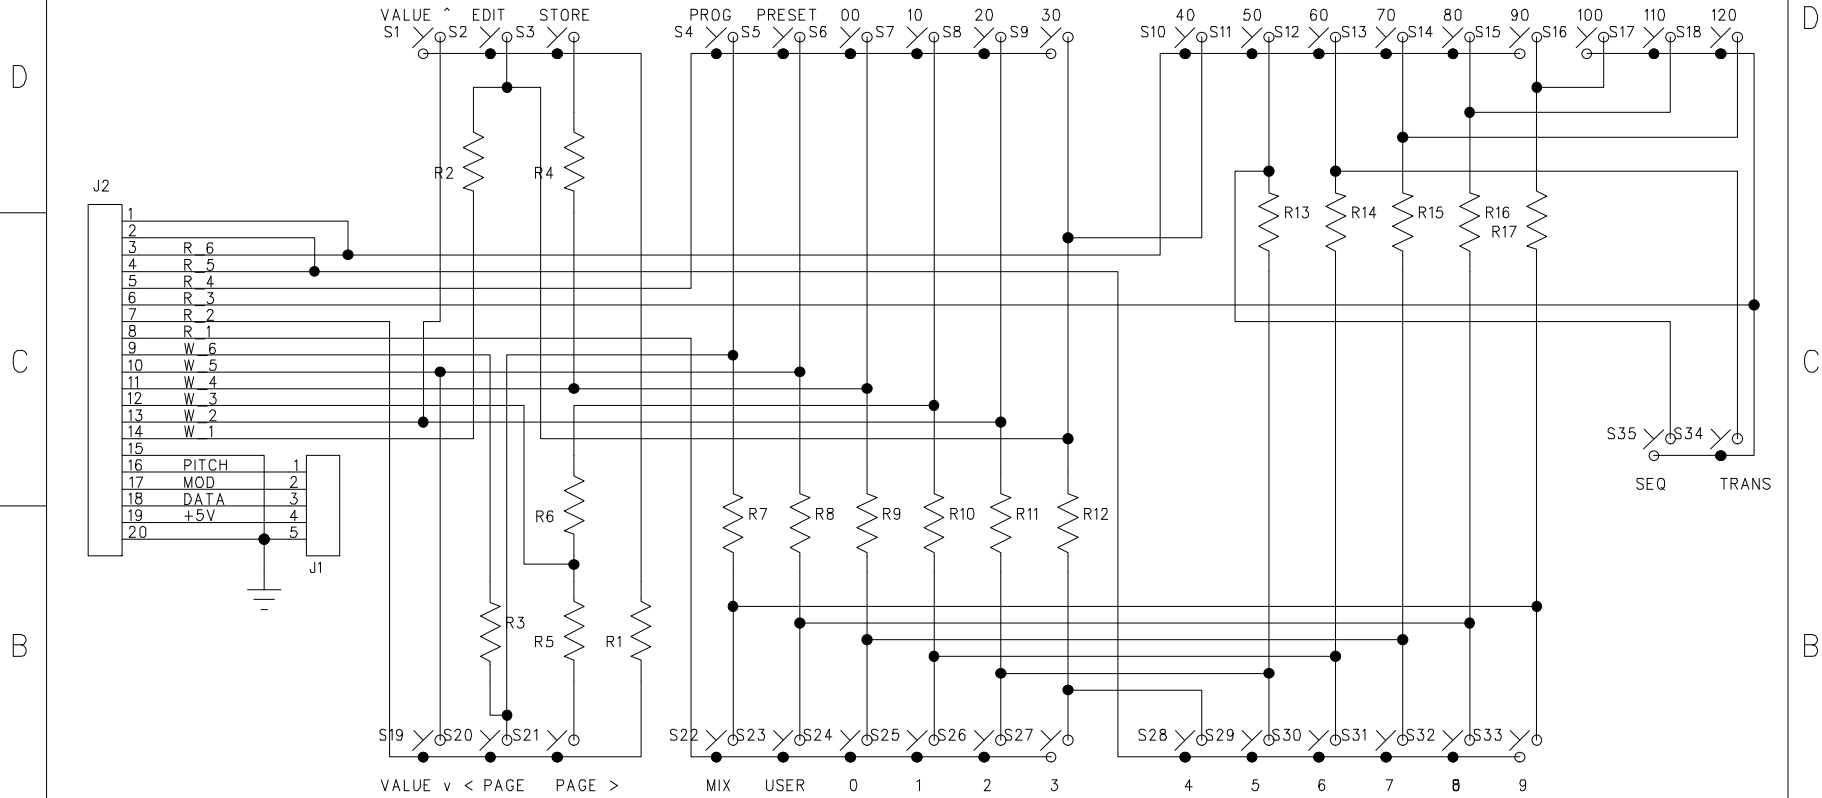 VALUE ^ EDIT STORE PROG PRESET 00 10 20 30 40 50 60 70 80 90 100 110 120 D
S1 S2 S3 S4 S5 S6 S7 S8 S9 S10 S11 S12 S13 S14 S15 S16 S17 S18
D
R2 R4
J2
R13 R14 R15 R16
R17
1
2
3 R_6
4 R_5
5 R_4
6 R_3
7 R_2
8 R_1
9 W_6
10 W_5
11 W_4
12 W_3
13 W_2
14 W_1
15
16 PITCH 1
17 MOD 2
18 DATA 3
19 +5V 4
20 5
J1
C C
S35 S34
SEQ TRANS
R6 R7 R8 R9 R10 R11 R12
R3 R5 R1
B B
S19 S20 S21 S22 S23 S24 S25 S26 S27 S28 S29 S30 S31 S32 S33
VALUE v < PAGE PAGE > MIX USER 0 1 2 3 4 5 6 7 8 9